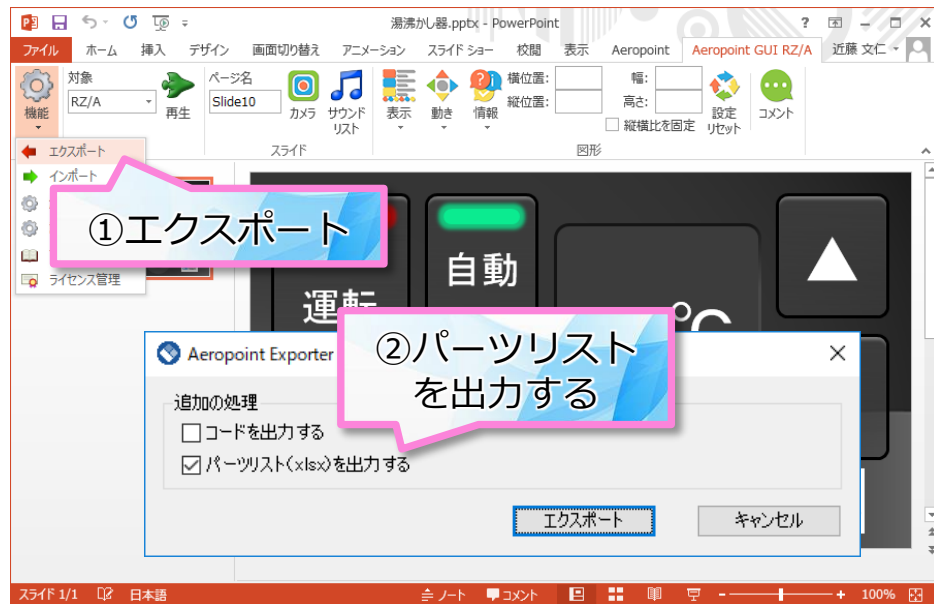 湯沸かし器.pptx - PowerPoint
ファイル ホーム 挿入 デザイン 画面切り替え アニメーション スライド ショー 校閲 表示 Aeropoint Aeropoint GUI RZ/A 近藤 文仁
機能
対象
RZ/A
再生
ページ名
Slide10
カメラ
サウンド
リスト
表示
動き
情報
横位置:
縦位置:
幅:
高さ:
縦横比を固定
設定
リセット
コメント
スライド
図形
エクスポート
インポート
ライセンス管理
①エクスポート
運転
自動
℃
▲
②パーツリスト
を出力する
Aeropoint Exporter
追加の処理
コードを出力する
パーツリスト(xlsx)を出力する
エクスポート
キャンセル
スライド 1/1 日本語 ノート コメント 100%